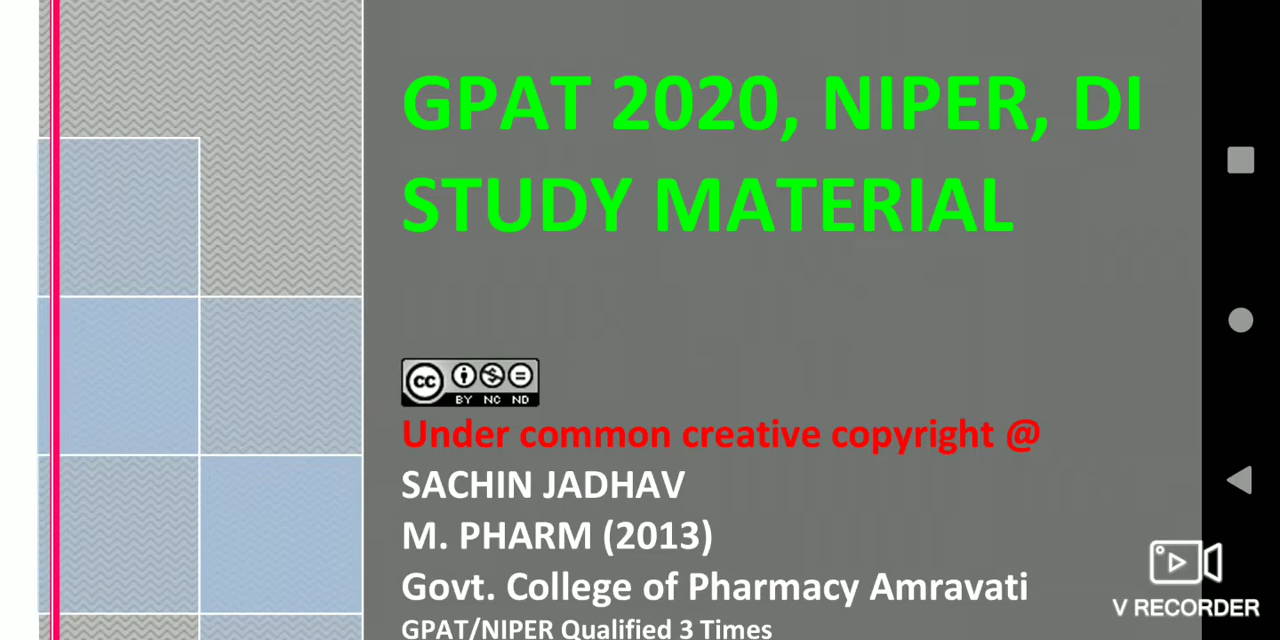 GPAT 2020, NIPER, DI
STUDY MATERIAL
cc
BY NC ND
Under common creative copyright @
SACHIN JADHAV
M. PHARM (2013)
Govt. College of Pharmacy Amravati
GPAT/NIPER Qualified 3 Times
V RECORDER